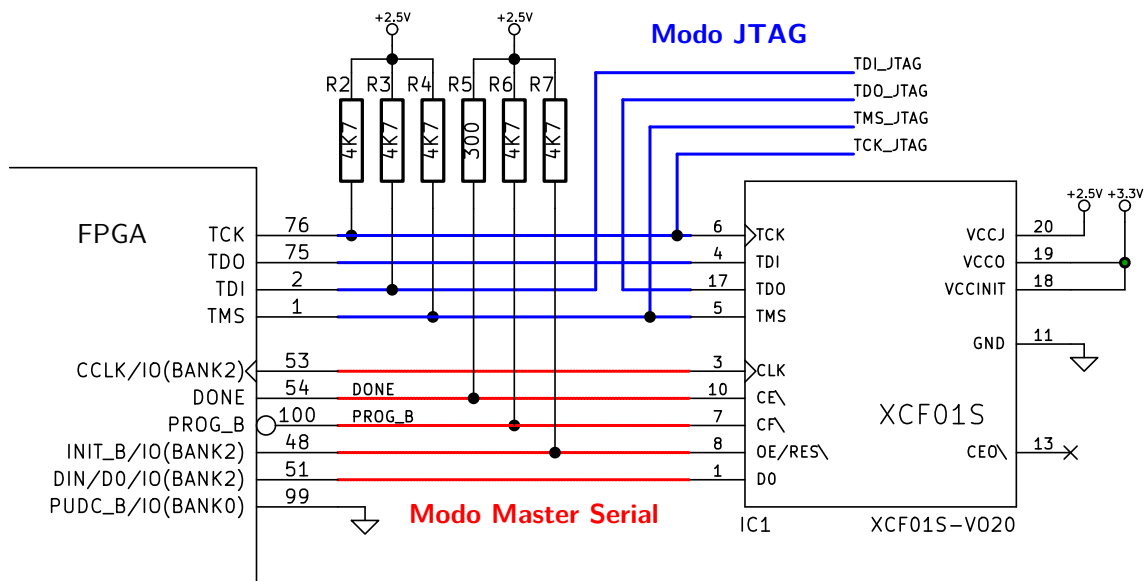 +2.5V
+2.5V
Modo JTAG
TDI_JTAG
TDO_JTAG
TMS_JTAG
TCK_JTAG
R2
R3
R4
R5
R6
R7
4K7
4K7
4K7
300
4K7
4K7
+2.5V
+3.3V
FPGA
TCK 76
TDO 75
TDI 2
TMS 1
CCLK/IO(BANK2) 53
DONE 54 DONE
PROG_B 100 PROG_B
INIT_B/IO(BANK2) 48
DIN/D0/IO(BANK2) 51
PUDC_B/IO(BANK0) 99
Modo Master Serial
6 TCK
4 TDI
17 TDO
5 TMS
3 CLK
10 CE\
7 CF\
8 OE/RES\
1 D0
VCCJ 20
VCCO 19
VCCINIT 18
GND 11
XCF01S
CEO\ 13
IC1
XCF01S-VO20